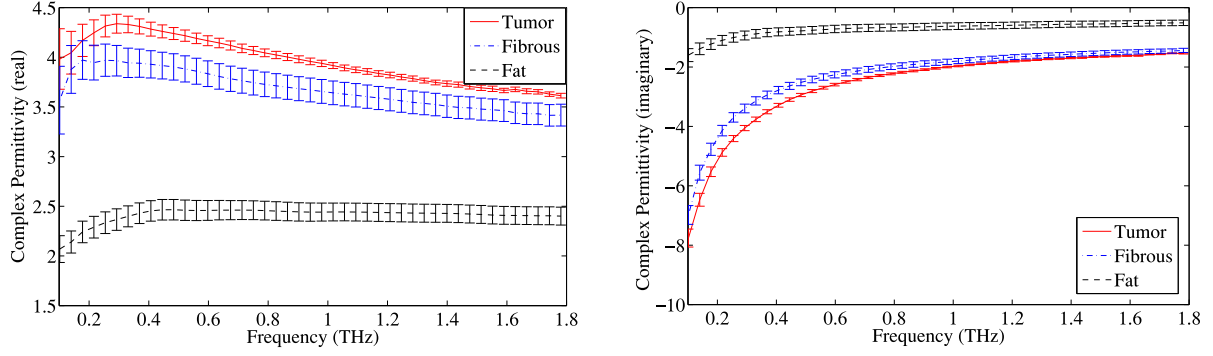 Complex Permittivity (real)
4.5
4
3.5
3
2.5
2
1.5
0.2 0.4 0.6 0.8 1 1.2 1.4 1.6 1.8
Frequency (THz)
Tumor
Fibrous
Fat
Complex Permittivity (imaginary)
0
−2
−4
−6
−8
−10
0.2 0.4 0.6 0.8 1 1.2 1.4 1.6 1.8
Frequency (THz)
Tumor
Fibrous
Fat